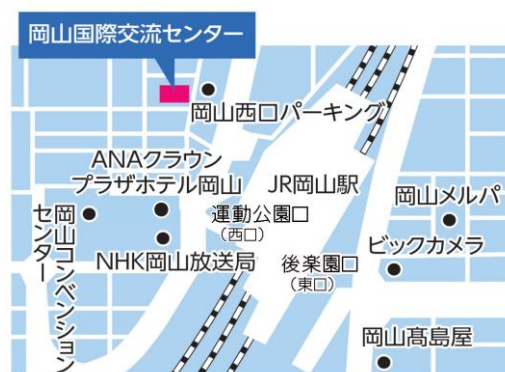 岡山国際交流センター
岡山西口パーキング
ANAクラウン
プラザホテル岡山
JR岡山駅
岡山メルパ
運動公園口
(西口)
ビックカメラ
岡山コンベンション
センター
NHK岡山放送局
後楽園口
(東口)
岡山髙島屋